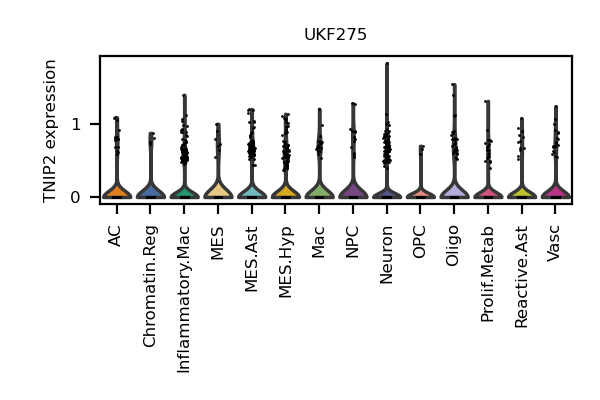 UKF275
TNIP2 expression
1
0
AC
Chromatin.Reg
Inflammatory.Mac
MES
MES.Ast
MES.Hyp
Mac
NPC
Neuron
OPC
Oligo
Prolif.Metab
Reactive.Ast
Vasc